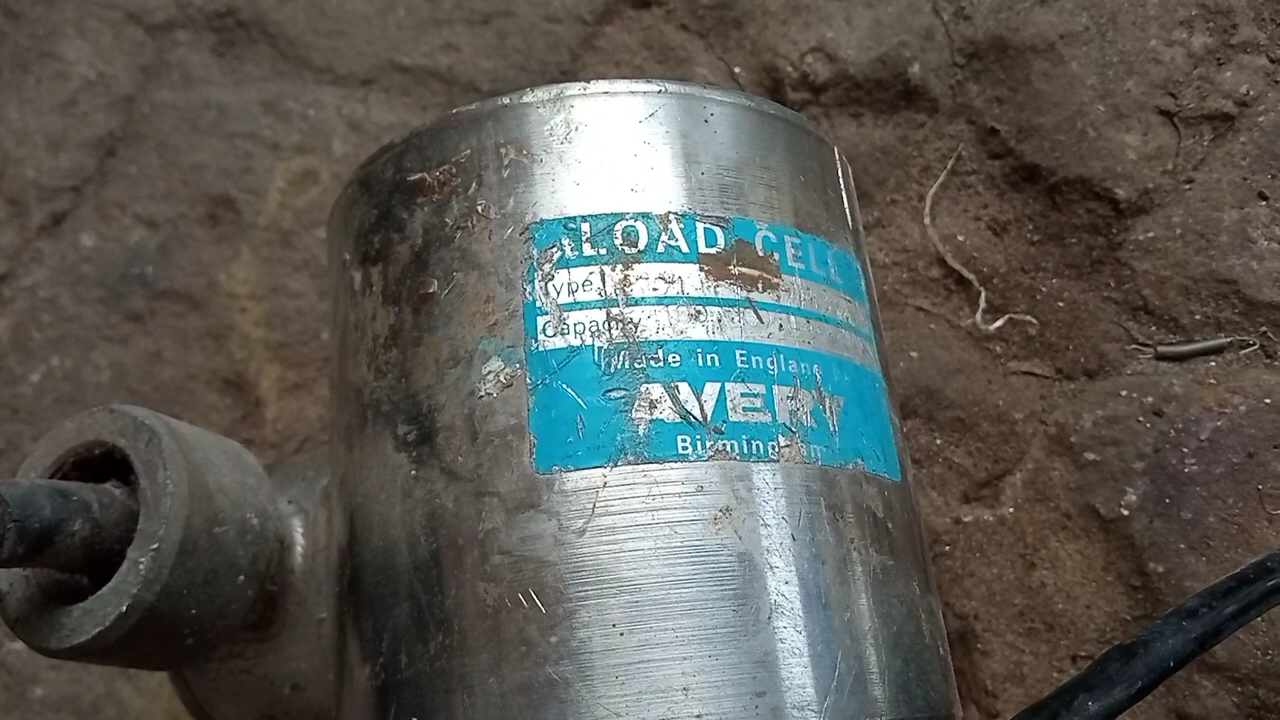 LOAD CELL
Type
Capacity
Made in England
AVERY
Birmingham